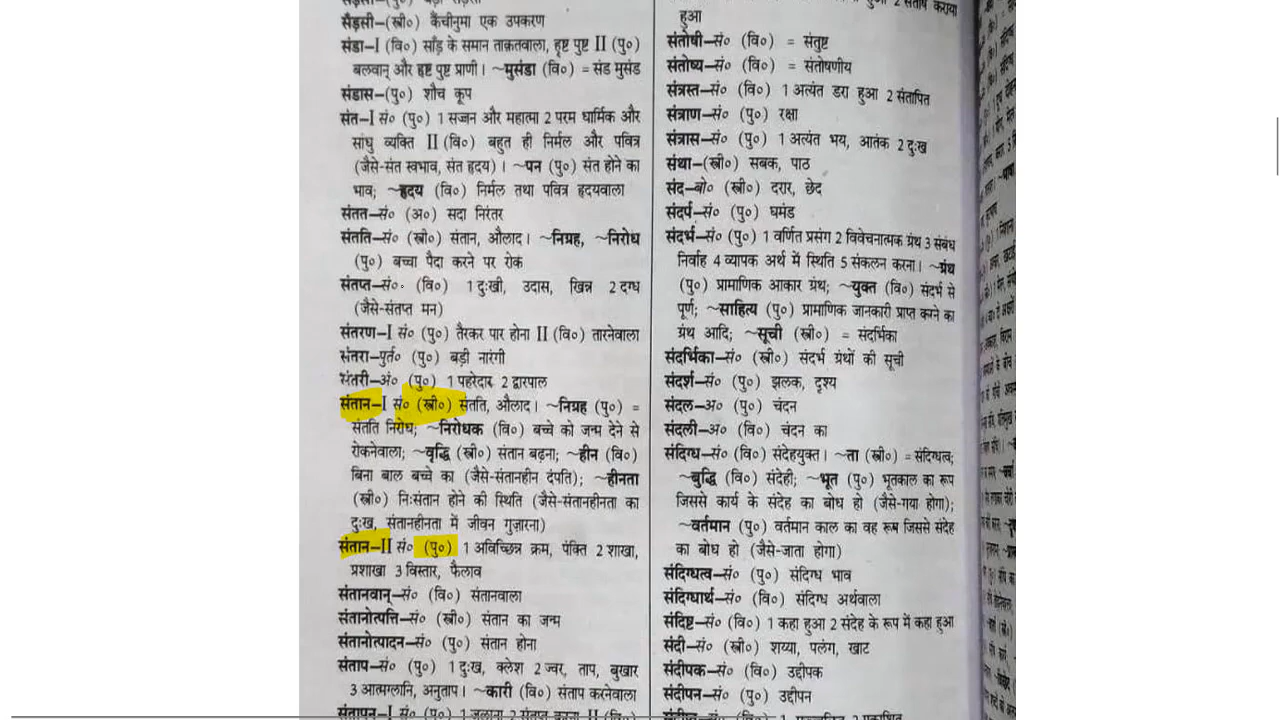 सैंड़सी–(स्त्री०) कैंचीनुमा एक उपकरण
संडा–I (वि०) साँड़ के समान ताक़तवाला, हृष्ट पुष्ट II (पु०)
बलवान् और हृष्ट पुष्ट प्राणी। ~मुसंडा (वि०) = संड मुसंड
संडास–(पु०) शौच कूप
संत–I सं० (पु०) 1 सज्जन और महात्मा 2 परम धार्मिक और
साधु व्यक्ति II (वि०) बहुत ही निर्मल और पवित्र
(जैसे-संत स्वभाव, संत हृदय)। ~पन (पु०) संत होने का
भाव; ~हृदय (वि०) निर्मल तथा पवित्र हृदयवाला
संतत–सं० (अ०) सदा निरंतर
संतति–सं० (स्त्री०) संतान, औलाद। ~निग्रह, ~निरोध
(पु०) बच्चा पैदा करने पर रोक
संतप्त–सं० (वि०) 1 दुःखी, उदास, खिन्न 2 दग्ध
(जैसे-संतप्त मन)
संतरण–I सं० (पु०) तैरकर पार होना II (वि०) तारनेवाला
संतरा–पुर्त० (पु०) बड़ी नारंगी
संतरी–अं० (पु०) 1 पहरेदार 2 द्वारपाल
संतान–I सं० (स्त्री०) संतति, औलाद। ~निग्रह (पु०) =
संतति निरोध; ~निरोधक (वि०) बच्चे को जन्म देने से
रोकनेवाला; ~वृद्धि (स्त्री०) संतान बढ़ना; ~हीन (वि०)
बिना बाल बच्चे का (जैसे-संतानहीन दंपति); ~हीनता
(स्त्री०) निःसंतान होने की स्थिति (जैसे-संतानहीनता का
दुःख, संतानहीनता में जीवन गुज़ारना)
संतान–II सं० (पु०) 1 अविच्छिन्न क्रम, पंक्ति 2 शाखा,
प्रशाखा 3 विस्तार, फैलाव
संतानवान्–सं० (वि०) संतानवाला
संतानोत्पत्ति–सं० (स्त्री०) संतान का जन्म
संतानोत्पादन–सं० (पु०) संतान होना
संताप–सं० (पु०) 1 दुःख, क्लेश 2 ज्वर, ताप, बुखार
3 आत्मग्लानि, अनुताप। ~कारी (वि०) संताप करनेवाला
संतापन–I सं० (पु०) 1 जलाना 2 संतप्त करना II (वि०)
हुआ 2 संताप कराया
हुआ
संतोषी–सं० (वि०) = संतुष्ट
संतोष्य–सं० (वि०) = संतोषणीय
संत्रस्त–सं० (वि०) 1 अत्यंत डरा हुआ 2 संतापित
संत्राण–सं० (पु०) रक्षा
संत्रास–सं० (पु०) 1 अत्यंत भय, आतंक 2 दुःख
संथा–(स्त्री०) सबक, पाठ
संद–बो० (स्त्री०) दरार, छेद
संदर्प–सं० (पु०) घमंड
संदर्भ–सं० (पु०) 1 वर्णित प्रसंग 2 विवेचनात्मक ग्रंथ 3 संबंध
निर्वाह 4 व्यापक अर्थ में स्थिति 5 संकलन करना। ~ग्रंथ
(पु०) प्रामाणिक आकार ग्रंथ; ~युक्त (वि०) संदर्भ से
पूर्ण; ~साहित्य (पु०) प्रामाणिक जानकारी प्राप्त करने का
ग्रंथ आदि; ~सूची (स्त्री०) = संदर्भिका
संदर्भिका–सं० (स्त्री०) संदर्भ ग्रंथों की सूची
संदर्श–सं० (पु०) झलक, दृश्य
संदल–अ० (पु०) चंदन
संदली–अ० (वि०) चंदन का
संदिग्ध–सं० (वि०) संदेहयुक्त। ~ता (स्त्री०) = संदिग्धत्व;
~बुद्धि (वि०) संदेही; ~भूत (पु०) भूतकाल का रूप
जिससे कार्य के संदेह का बोध हो (जैसे-गया होगा);
~वर्तमान (पु०) वर्तमान काल का वह रूप जिससे संदेह
का बोध हो (जैसे-जाता होगा)
संदिग्धत्व–सं० (पु०) संदिग्ध भाव
संदिग्धार्थ–सं० (वि०) संदिग्ध अर्थवाला
संदिष्ट–सं० (वि०) 1 कहा हुआ 2 संदेह के रूप में कहा हुआ
संदी–सं० (स्त्री०) शय्या, पलंग, खाट
संदीपक–सं० (वि०) उद्दीपक
संदीपन–सं० (पु०) उद्दीपन